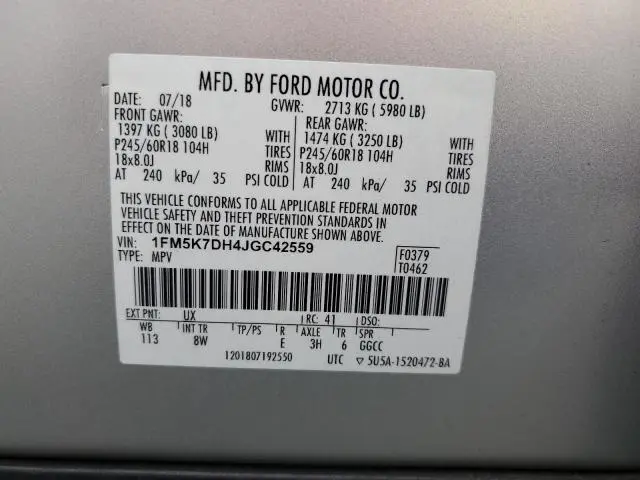 MFD. BY FORD MOTOR CO.
DATE: 07/18 GVWR: 2713 KG ( 5980 LB)
FRONT GAWR: REAR GAWR:
1397 KG ( 3080 LB) WITH 1474 KG ( 3250 LB) WITH
P245/60R18 104H TIRES P245/60R18 104H TIRES
18x8.0J RIMS 18x8.0J RIMS
AT 240 kPa/ 35 PSI COLD AT 240 kPa/ 35 PSI COLD
THIS VEHICLE CONFORMS TO ALL APPLICABLE FEDERAL MOTOR
VEHICLE SAFETY AND THEFT PREVENTION STANDARDS IN
EFFECT ON THE DATE OF MANUFACTURE SHOWN ABOVE.
VIN: 1FM5K7DH4JGC42559 F0379
TYPE: MPV T0462
EXT PNT: UX RC: 41 DSO:
WB INT TR TP/PS R AXLE TR SPR
113 8W E 3H 6 GGCC
1201807192550 UTC ▽ 5U5A-1520472-BA